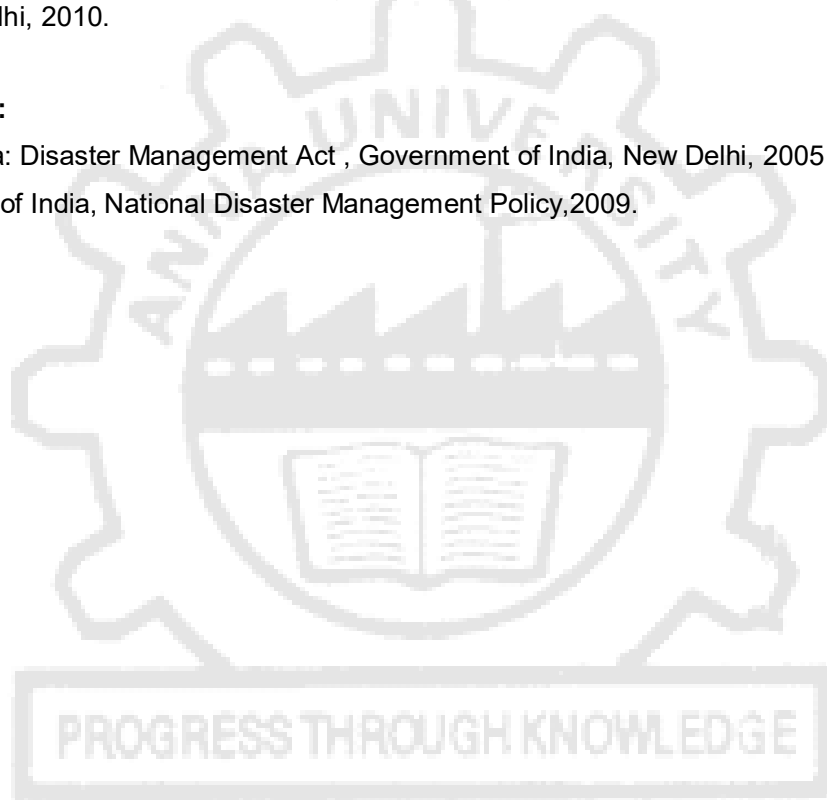 lhi, 2010.
:
a: Disaster Management Act , Government of India, New Delhi, 2005
of India, National Disaster Management Policy,2009.
UNIVERSITY
PROGRESS THROUGH KNOWLEDGE